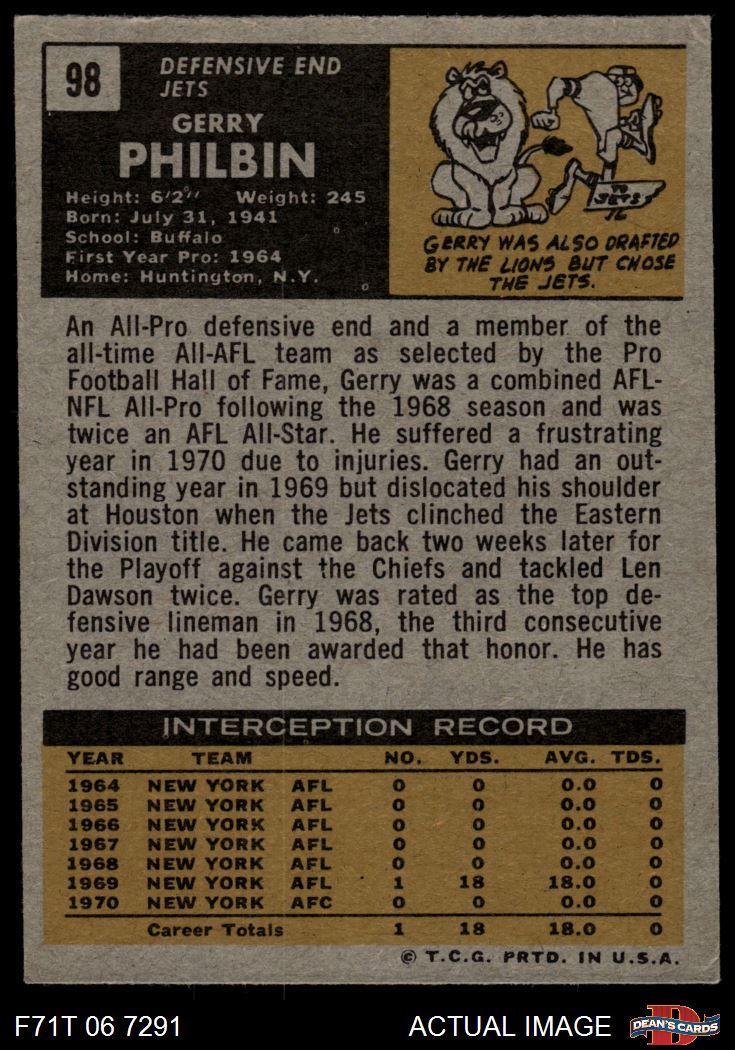 98
DEFENSIVE END
JETS
GERRY
PHILBIN
Height: 6'2" Weight: 245
Born: July 31, 1941
School: Buffalo
First Year Pro: 1964
Home: Huntington, N.Y.
TO JETS
JL
GERRY WAS ALSO DRAFTED
BY THE LIONS BUT CHOSE
THE JETS.
An All-Pro defensive end and a member of the
all-time All-AFL team as selected by the Pro
Football Hall of Fame, Gerry was a combined AFL-
NFL All-Pro following the 1968 season and was
twice an AFL All-Star. He suffered a frustrating
year in 1970 due to injuries. Gerry had an out-
standing year in 1969 but dislocated his shoulder
at Houston when the Jets clinched the Eastern
Division title. He came back two weeks later for
the Playoff against the Chiefs and tackled Len
Dawson twice. Gerry was rated as the top de-
fensive lineman in 1968, the third consecutive
year he had been awarded that honor. He has
good range and speed.
INTERCEPTION RECORD
YEAR TEAM NO. YDS. AVG. TDS.
1964 NEW YORK AFL 0 0 0.0 0
1965 NEW YORK AFL 0 0 0.0 0
1966 NEW YORK AFL 0 0 0.0 0
1967 NEW YORK AFL 0 0 0.0 0
1968 NEW YORK AFL 0 0 0.0 0
1969 NEW YORK AFL 1 18 18.0 0
1970 NEW YORK AFC 0 0 0.0 0
Career Totals 1 18 18.0 0
© T.C.G. PRTD. IN U.S.A.
F71T 06 7291 ACTUAL IMAGE
D
DEAN'S CARDS